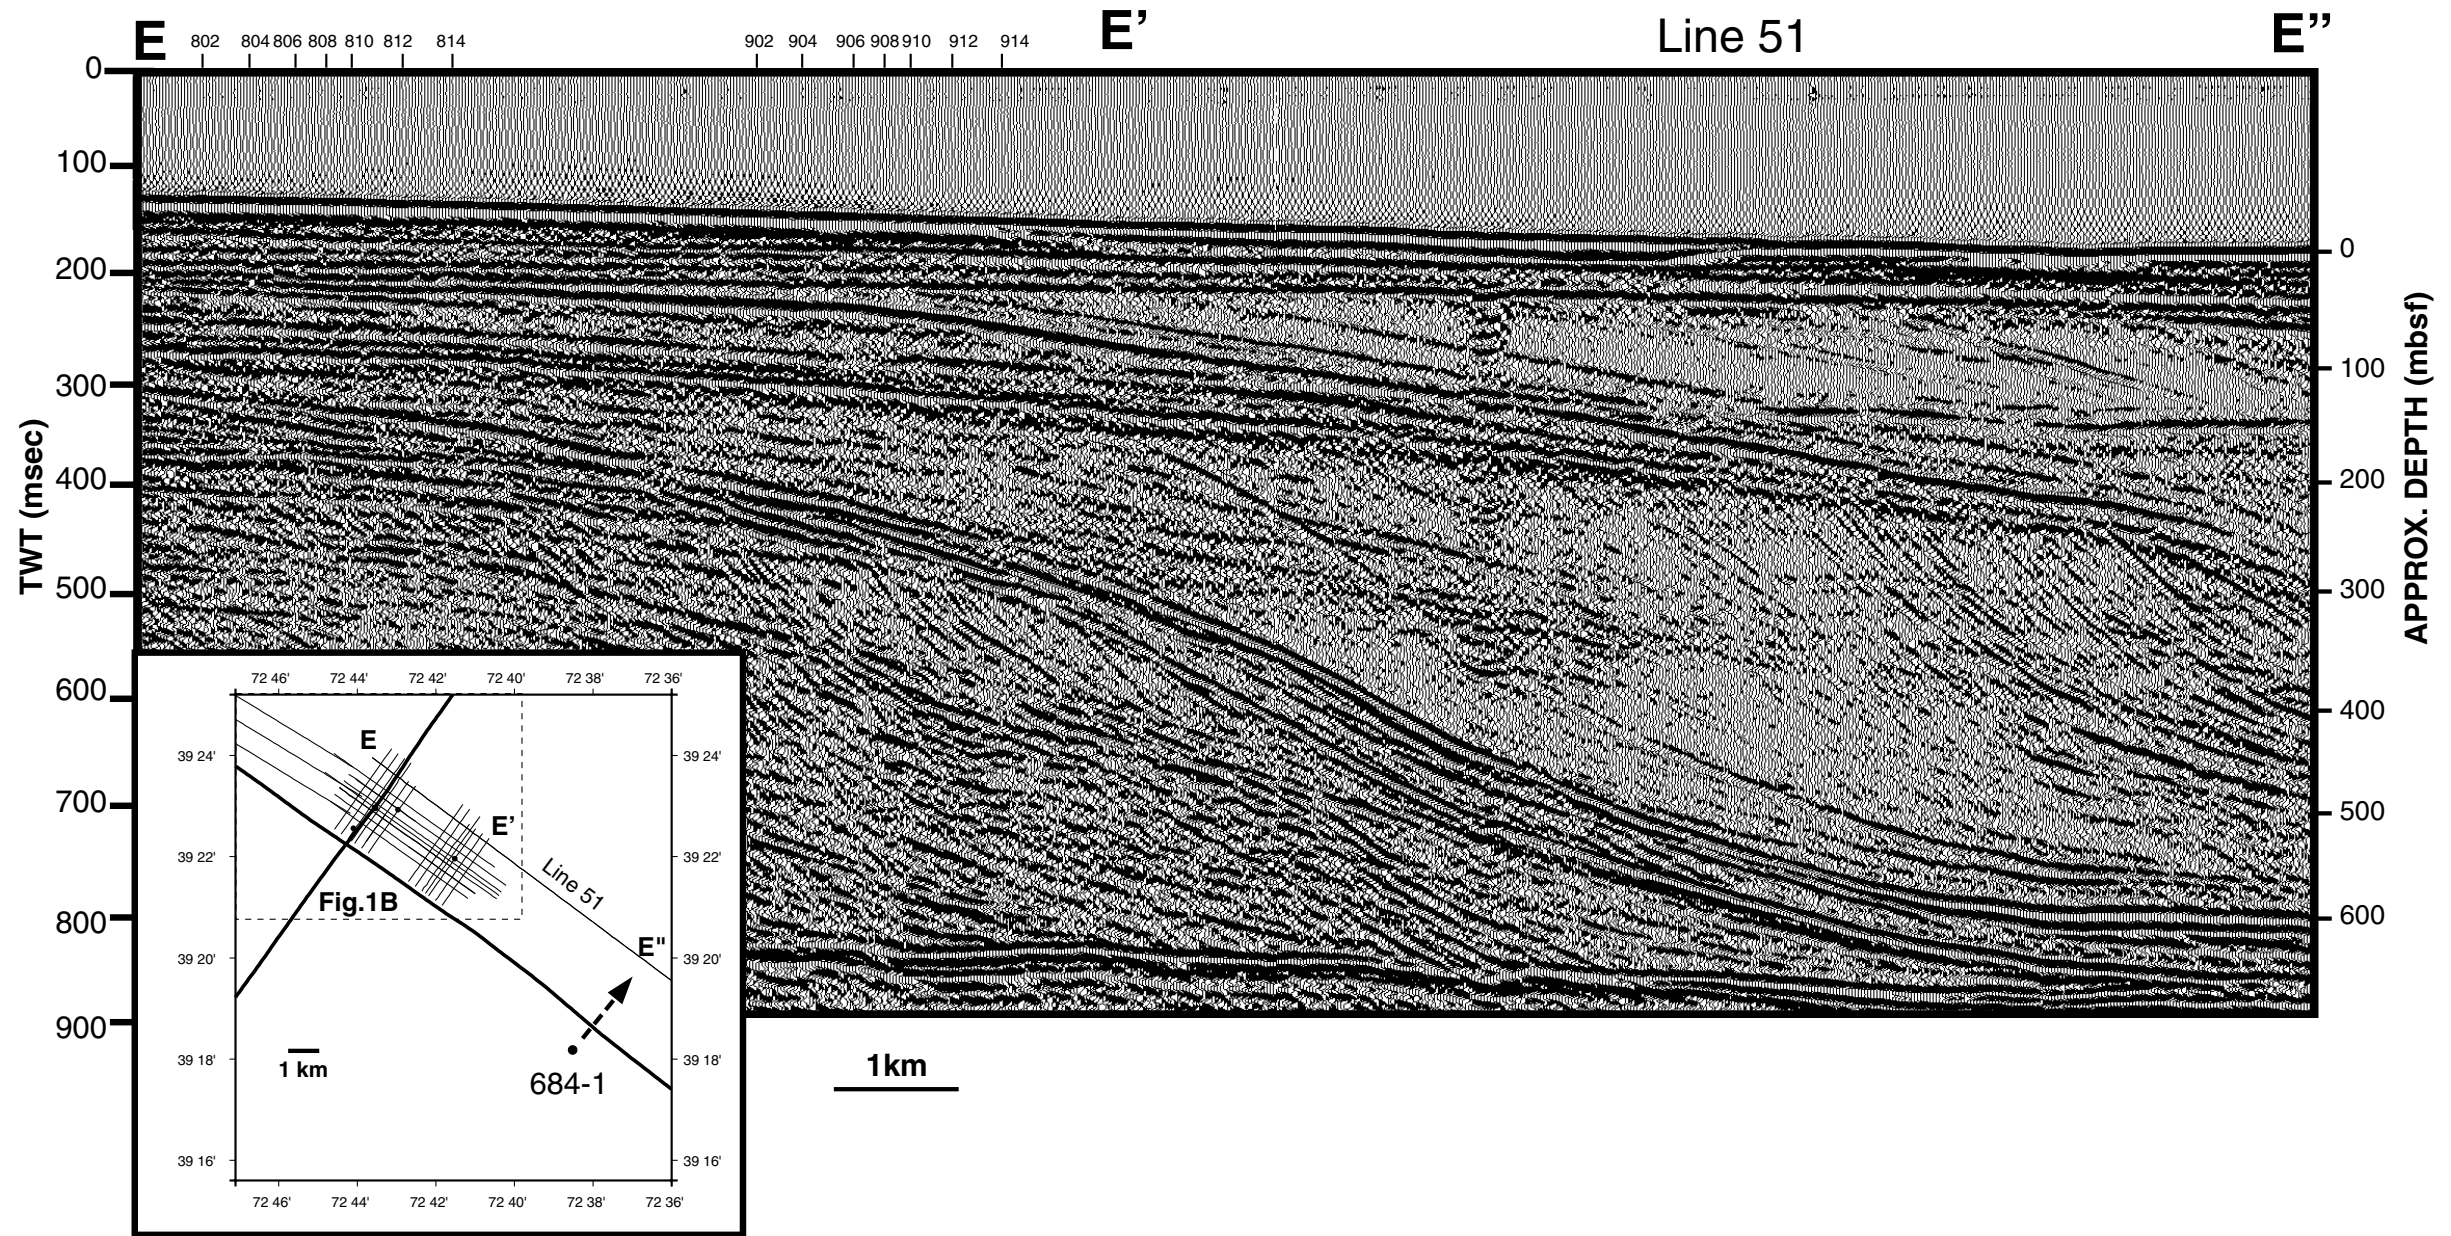 E 802 804 806 808 810 812 814 902 904 906 908 910 912 914 E’ Line 51 E”
0
100
200
300
400
500
600
700
800
900
TWT (msec)
0
100
200
300
400
500
600
APPROX. DEPTH (mbsf)
72 46' 72 44' 72 42' 72 40' 72 38' 72 36'
E
39 24' 39 24'
E’
39 22' 39 22'
Line 51
Fig.1B
E"
39 20' 39 20'
39 18' 39 18'
1 km
684-1
39 16' 39 16'
72 46' 72 44' 72 42' 72 40' 72 38' 72 36'
1km